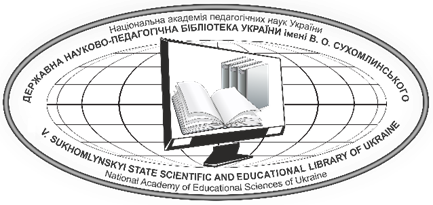 Національна академія педагогічних наук України
ДЕРЖАВНА НАУКОВО-ПЕДАГОГІЧНА БІБЛІОТЕКА УКРАЇНИ імені В. О. СУХОМЛИНСЬКОГО
V. SUKHOMLYNSKYI STATE SCIENTIFIC AND EDUCATIONAL LIBRARY OF UKRAINE
National Academy of Educational Sciences of Ukraine